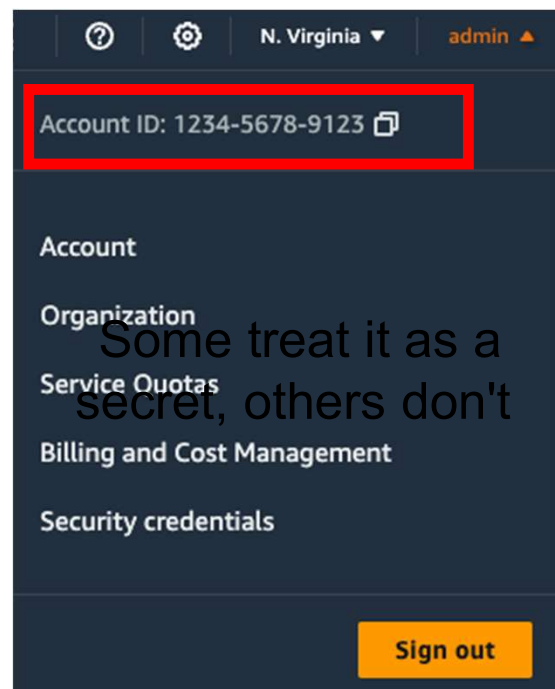 N. Virginia ▼ admin ▲
Account ID: 1234-5678-9123
Account
Organization
Some treat it as a
Service Quotas
secret, others don't
Billing and Cost Management
Security credentials
Sign out